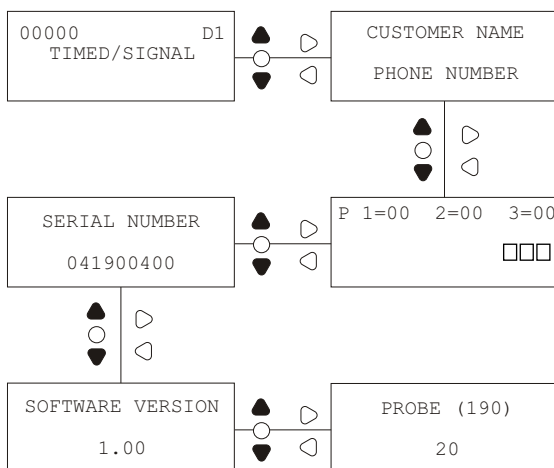 00000 D1
TIMED/SIGNAL
CUSTOMER NAME
PHONE NUMBER
SERIAL NUMBER
041900400
P 1=00 2=00 3=00
SOFTWARE VERSION
1.00
PROBE (190)
20